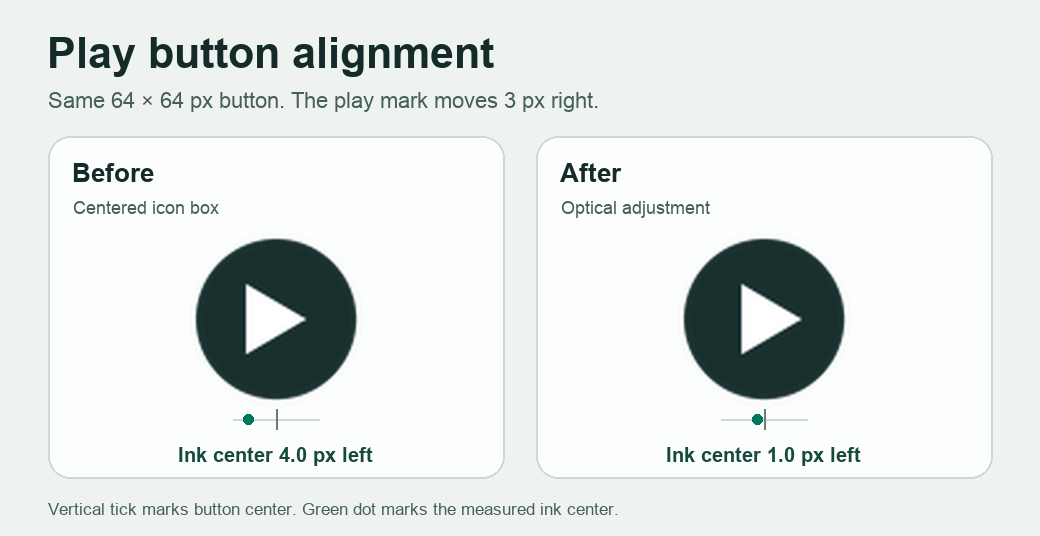 Play button alignment
Same 64 × 64 px button. The play mark moves 3 px right.
Before
Centered icon box
Ink center 4.0 px left
After
Optical adjustment
Ink center 1.0 px left
Vertical tick marks button center. Green dot marks the measured ink center.